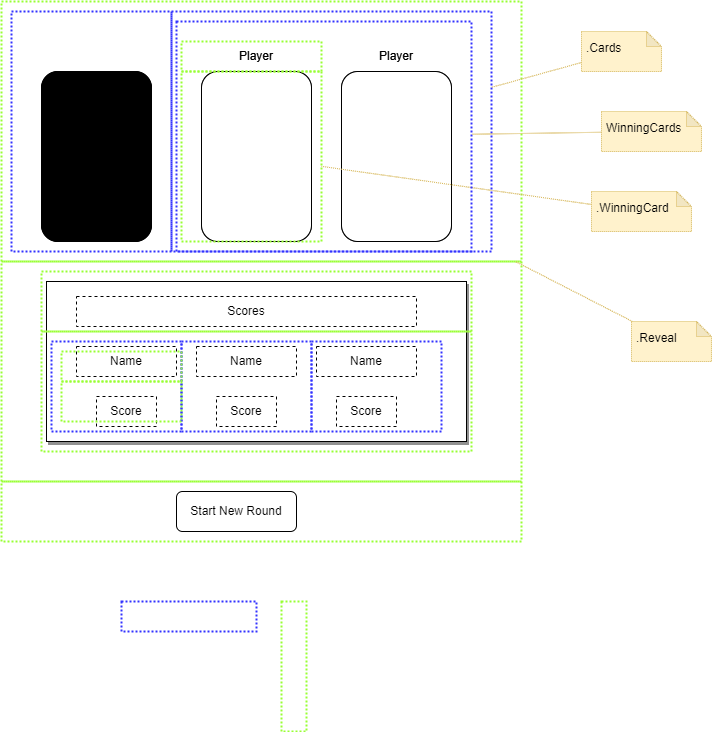 Player
Player
.Cards
WinningCards
.WinningCard
.Reveal
Scores
Name
Name
Name
Score
Score
Score
Start New Round